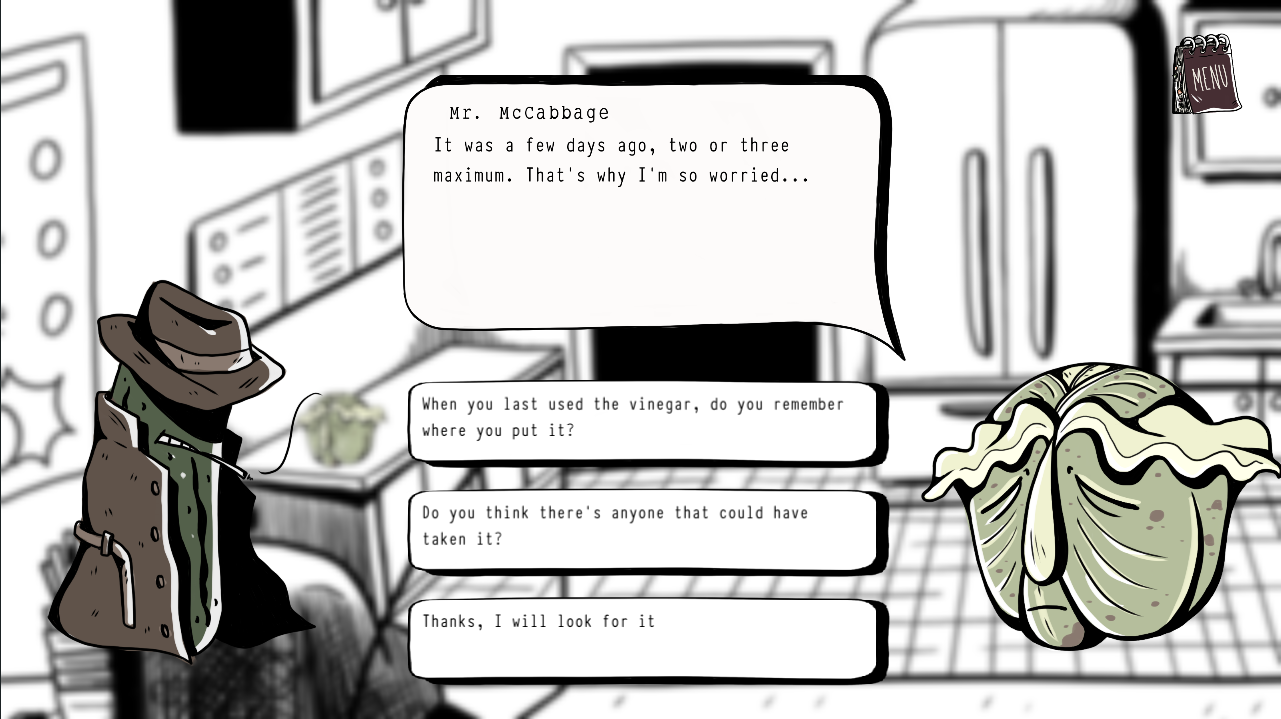 MENU
Mr. McCabbage
It was a few days ago, two or three
maximum. That's why I'm so worried...
When you last used the vinegar, do you remember
where you put it?
Do you think there's anyone that could have
taken it?
Thanks, I will look for it